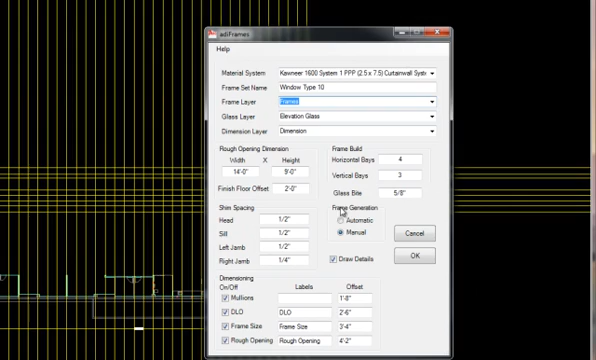 adiFrames
Help
Material System: Kawneer 1600 System 1 PPP (2.5 x 7.5) Curtainwall Syste
Frame Set Name Window Type 10
Frame Layer: Frames
Glass Layer: Elevation Glass
Dimension Layer: Dimension
Rough Opening Dimension
Width X Height
14'-0" 9'-0"
Finish Floor Offset 2'-0"
Frame Build
Horizontal Bays 4
Vertical Bays 3
Glass Bite 5/8"
Shim Spacing
Head 1/2"
Sill 1/2"
Left Jamb 1/2"
Right Jamb 1/4"
Frame Generation
Automatic
Manual
Draw Details
Cancel
OK
Dimensioning
On/Off Labels Offset
Mullions 1'-8"
DLO DLO 2'-6"
Frame Size Frame Size 3'-4"
Rough Opening Rough Opening 4'-2"